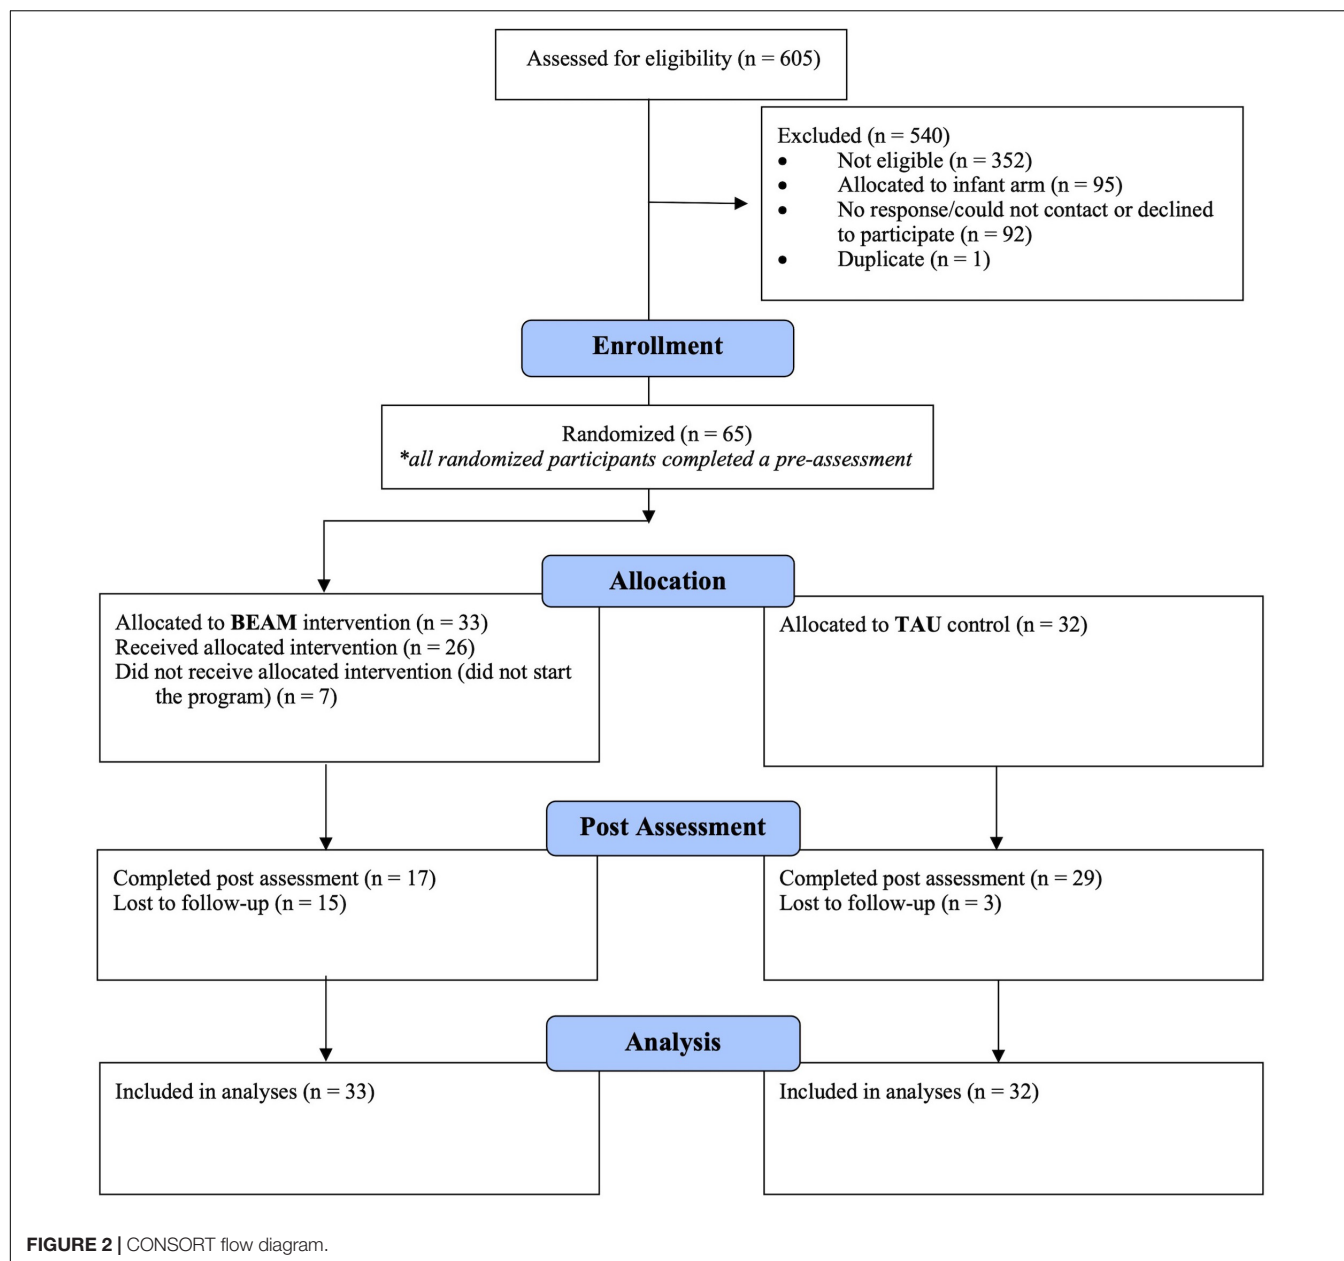 Assessed for eligibility (n = 605)
Excluded (n = 540)
• Not eligible (n = 352)
• Allocated to infant arm (n = 95)
• No response/could not contact or declined
to participate (n = 92)
• Duplicate (n = 1)
Enrollment
Randomized (n = 65)
*all randomized participants completed a pre-assessment
Allocation
Allocated to BEAM intervention (n = 33)
Received allocated intervention (n = 26)
Did not receive allocated intervention (did not start
the program) (n = 7)
Allocated to TAU control (n = 32)
Post Assessment
Completed post assessment (n = 17)
Lost to follow-up (n = 15)
Completed post assessment (n = 29)
Lost to follow-up (n = 3)
Analysis
Included in analyses (n = 33)
Included in analyses (n = 32)
FIGURE 2 | CONSORT flow diagram.